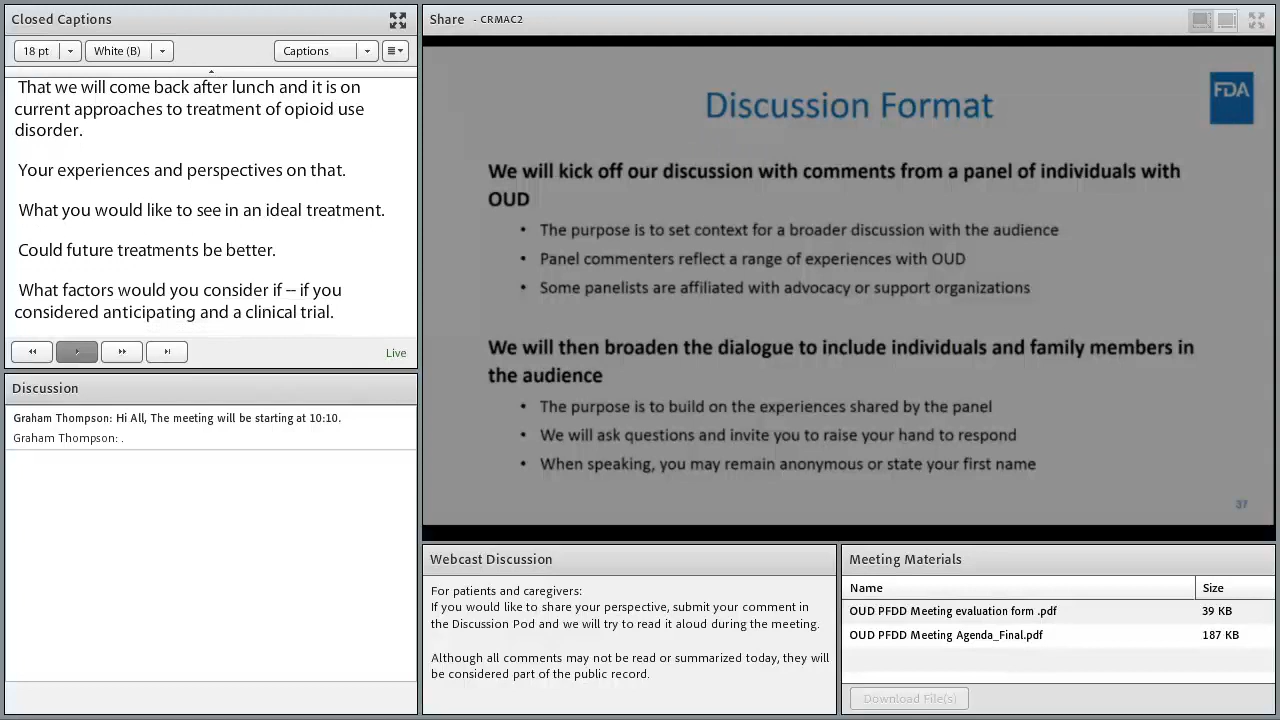 Closed Captions
18 pt
White (B)
Captions
That we will come back after lunch and it is on
current approaches to treatment of opioid use
disorder.
Your experiences and perspectives on that.
What you would like to see in an ideal treatment.
Could future treatments be better.
What factors would you consider if -- if you
considered anticipating and a clinical trial.
Live
Discussion
Graham Thompson: Hi All, The meeting will be starting at 10:10.
Graham Thompson: .
Share - CRMAC2
Discussion Format
FDA
We will kick off our discussion with comments from a panel of individuals with
OUD
• The purpose is to set context for a broader discussion with the audience
• Panel commenters reflect a range of experiences with OUD
• Some panelists are affiliated with advocacy or support organizations
We will then broaden the dialogue to include individuals and family members in
the audience
• The purpose is to build on the experiences shared by the panel
• We will ask questions and invite you to raise your hand to respond
• When speaking, you may remain anonymous or state your first name
37
Webcast Discussion
For patients and caregivers:
If you would like to share your perspective, submit your comment in
the Discussion Pod and we will try to read it aloud during the meeting.
Although all comments may not be read or summarized today, they will
be considered part of the public record.
Meeting Materials
Name Size
OUD PFDD Meeting evaluation form .pdf 39 KB
OUD PFDD Meeting Agenda_Final.pdf 187 KB
Download File(s)